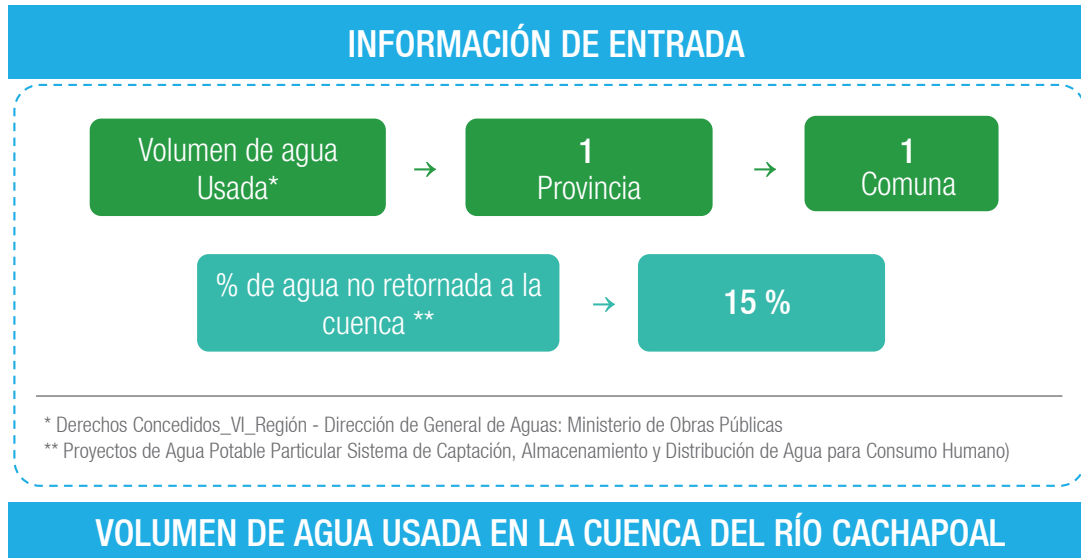 INFORMACIÓN DE ENTRADA
Volumen de agua
Usada*
→
1
Provincia
→
1
Comuna
% de agua no retornada a la
cuenca **
→
15 %
* Derechos Concedidos_VI_Región - Dirección de General de Aguas: Ministerio de Obras Públicas
** Proyectos de Agua Potable Particular Sistema de Captación, Almacenamiento y Distribución de Agua para Consumo Humano)
VOLUMEN DE AGUA USADA EN LA CUENCA DEL RÍO CACHAPOAL